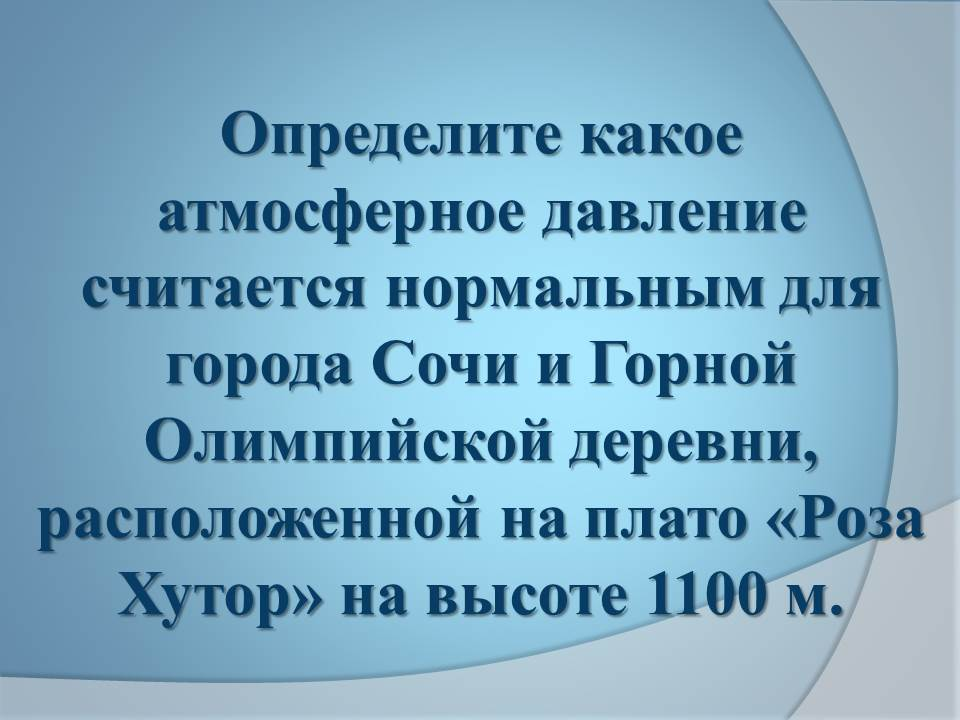 Определите какое
атмосферное давление
считается нормальным для
города Сочи и Горной
Олимпийской деревни,
расположенной на плато «Роза
Хутор» на высоте 1100 м.